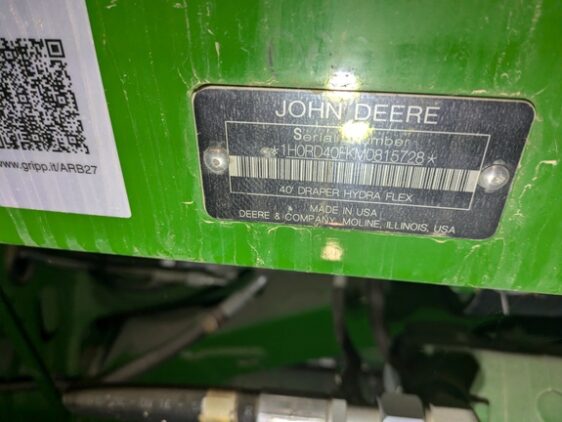 www.gripp.it/ARB27
JOHN DEERE
Serial Number
*1H0RD40FKM0815728*
40' DRAPER HYDRA FLEX
* MADE IN USA
DEERE & COMPANY, MOLINE, ILLINOIS, USA